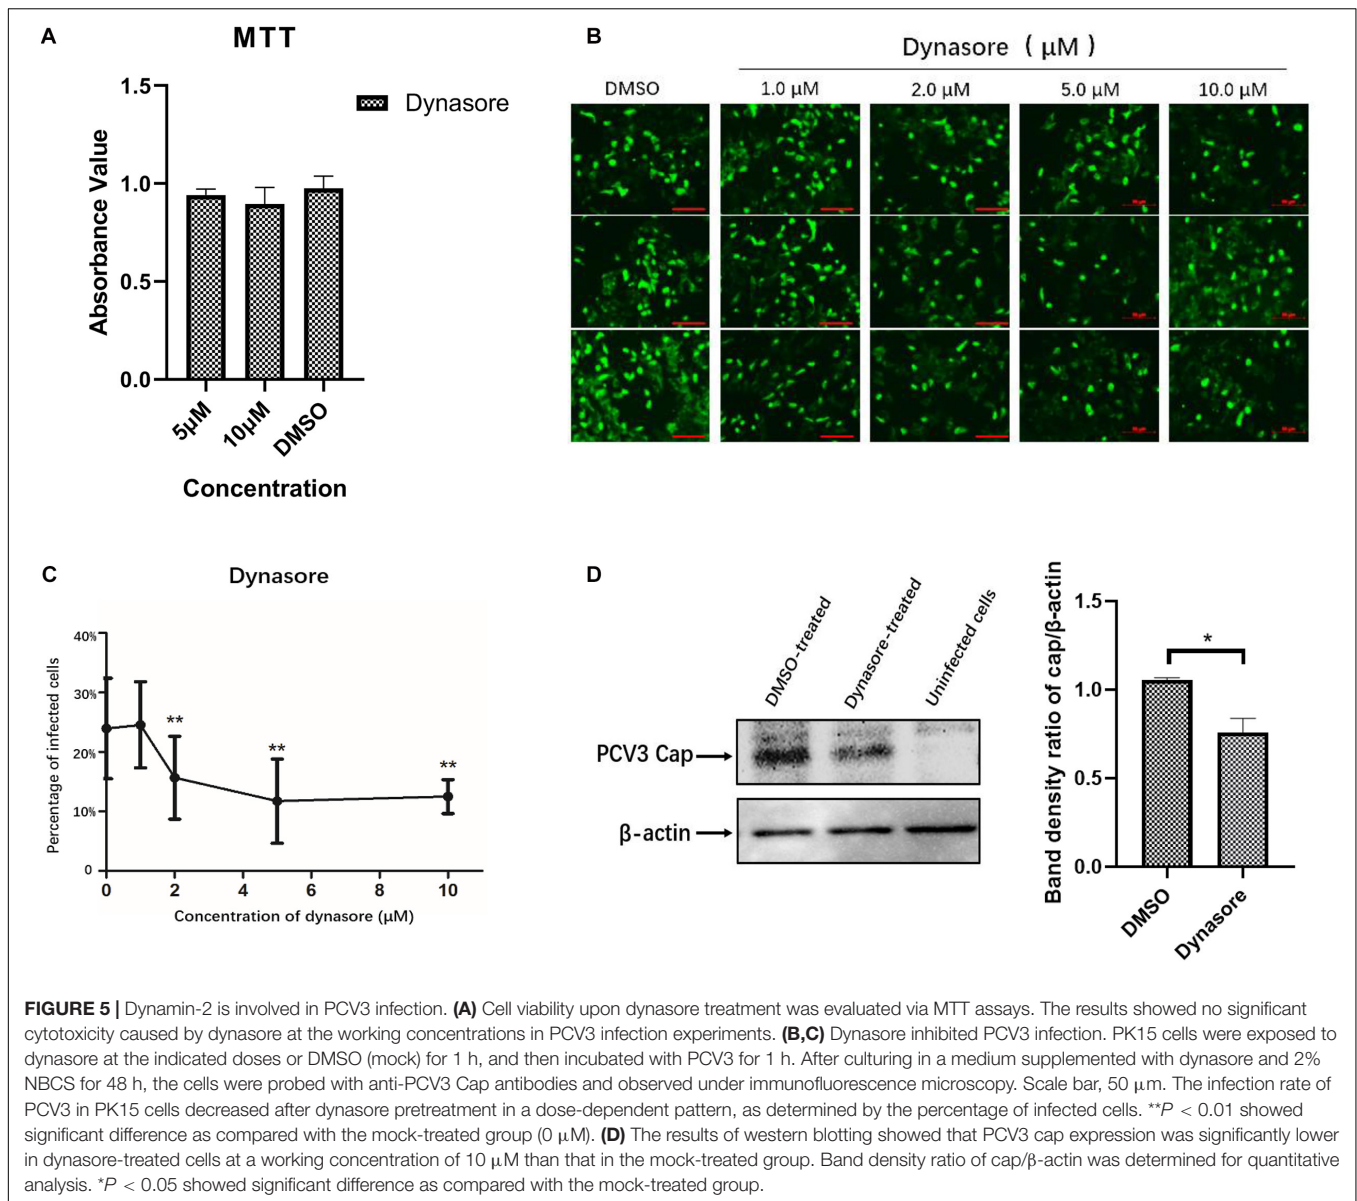 A
MTT
1.5
1.0
0.5
0.0
Absorbance Value
Dynasore
5μM
10μM
DMSO
Concentration
B
Dynasore ( μM )
DMSO
1.0 μM
2.0 μM
5.0 μM
10.0 μM
C
Dynasore
40%
30%
20%
10%
0
Percentage of infected cells
**
**
**
0
2
4
6
8
10
Concentration of dynasore (μM)
D
DMSO-treated
Dynasore-treated
Uninfected cells
PCV3 Cap
β-actin
Band density ratio of cap/β-actin
1.5
1.0
0.5
0.0
*
DMSO
Dynasore
FIGURE 5 | Dynamin-2 is involved in PCV3 infection. (A) Cell viability upon dynasore treatment was evaluated via MTT assays. The results showed no significant
cytotoxicity caused by dynasore at the working concentrations in PCV3 infection experiments. (B,C) Dynasore inhibited PCV3 infection. PK15 cells were exposed to
dynasore at the indicated doses or DMSO (mock) for 1 h, and then incubated with PCV3 for 1 h. After culturing in a medium supplemented with dynasore and 2%
NBCS for 48 h, the cells were probed with anti-PCV3 Cap antibodies and observed under immunofluorescence microscopy. Scale bar, 50 μm. The infection rate of
PCV3 in PK15 cells decreased after dynasore pretreatment in a dose-dependent pattern, as determined by the percentage of infected cells. **P < 0.01 showed
significant difference as compared with the mock-treated group (0 μM). (D) The results of western blotting showed that PCV3 cap expression was significantly lower
in dynasore-treated cells at a working concentration of 10 μM than that in the mock-treated group. Band density ratio of cap/β-actin was determined for quantitative
analysis. *P < 0.05 showed significant difference as compared with the mock-treated group.